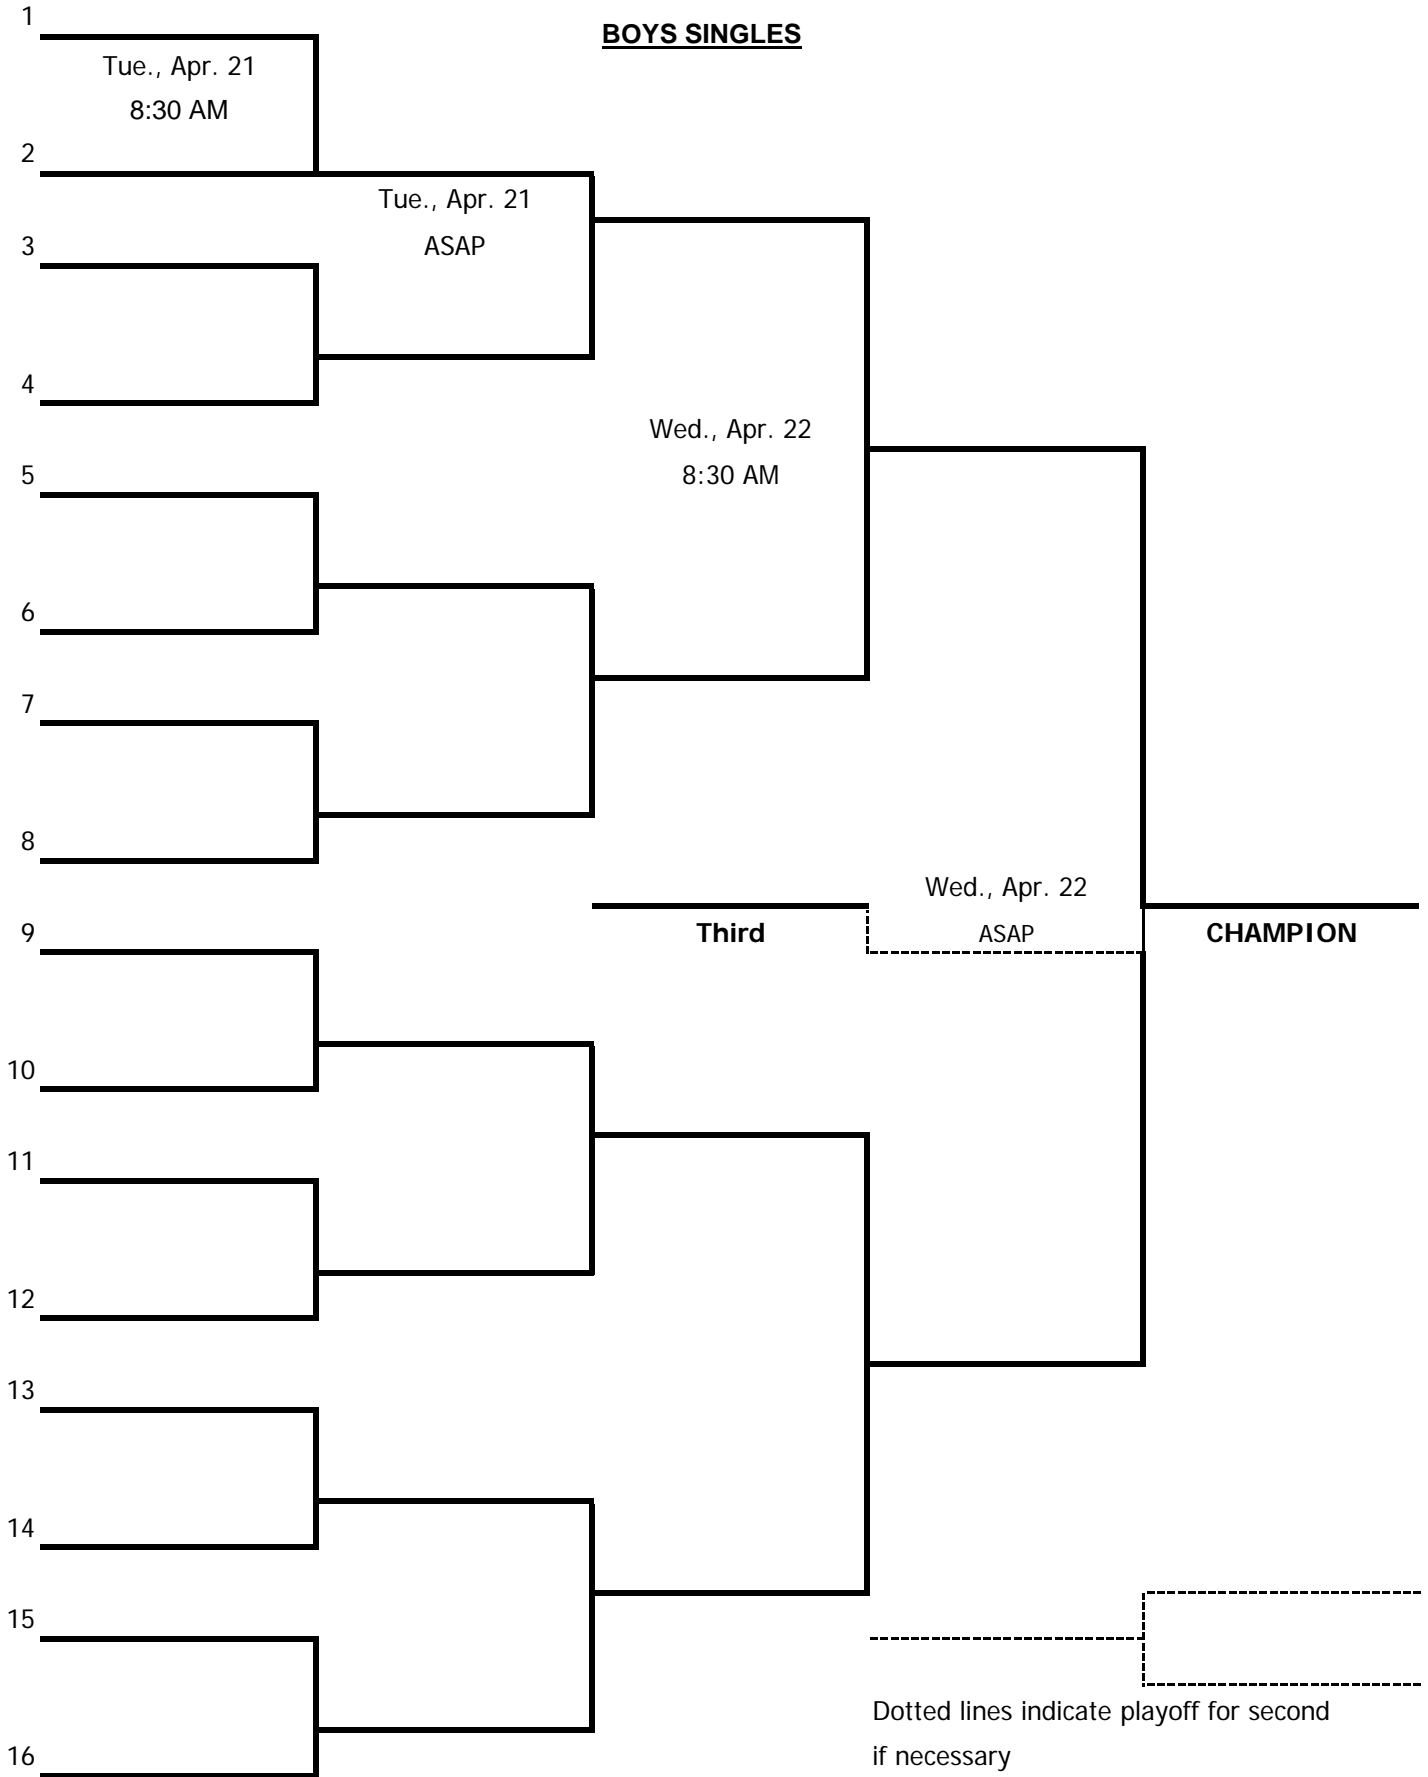 1
BOYS SINGLES
Tue., Apr. 21
8:30 AM
2
Tue., Apr. 21
3
ASAP
4
Wed., Apr. 22
5
8:30 AM
6
7
8
Wed., Apr. 22
9
Third
ASAP
CHAMPION
10
11
12
13
14
15
Dotted lines indicate playoff for second
if necessary
16